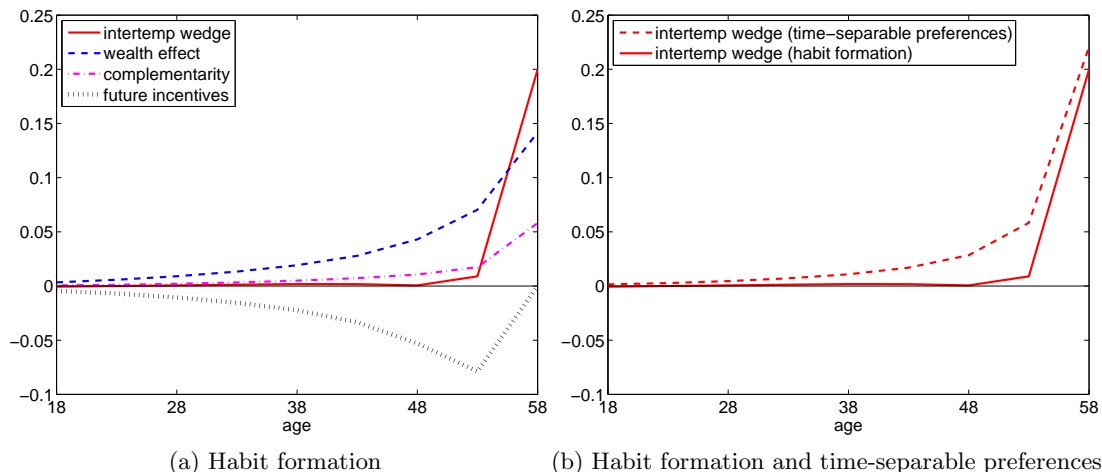 0.25
0.2
0.15
0.1
0.05
0
−0.05
−0.1
18
28
38
48
58
age
intertemp wedge
wealth effect
complementarity
future incentives
(a) Habit formation
0.25
0.2
0.15
0.1
0.05
0
−0.05
−0.1
18
28
38
48
58
age
intertemp wedge (time−separable preferences)
intertemp wedge (habit formation)
(b) Habit formation and time-separable preferences